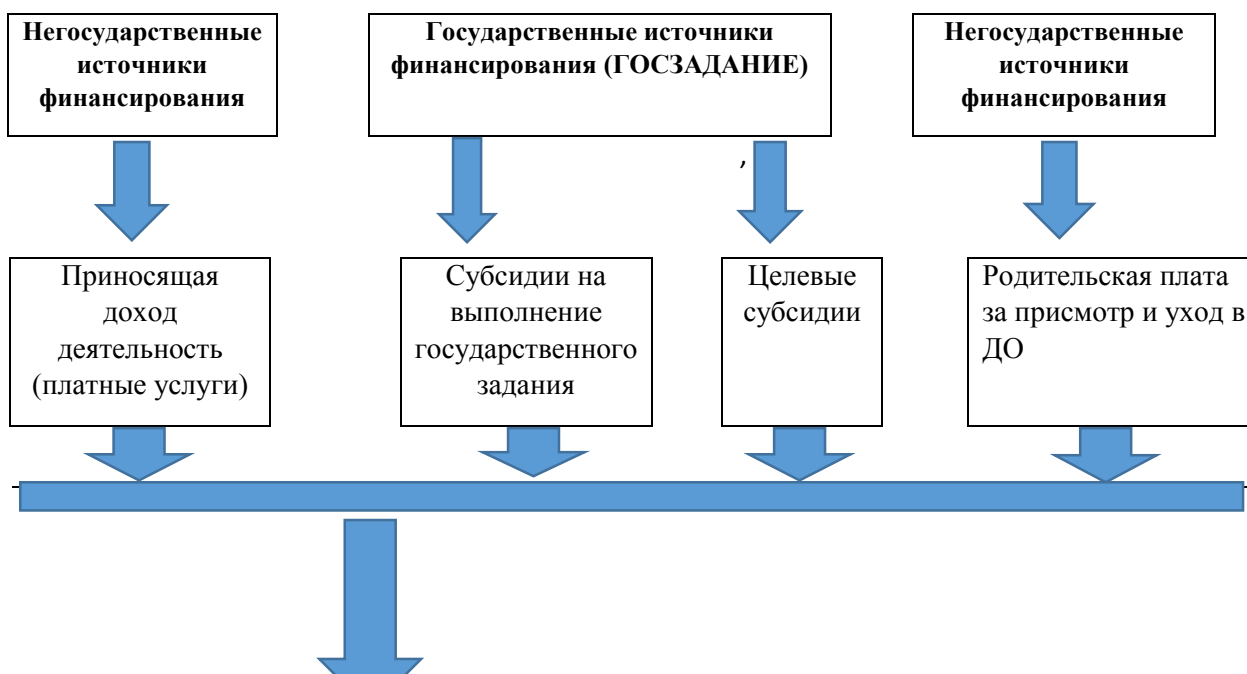 Негосударственные
источники
финансирования
Государственные источники
финансирования (ГОСЗАДАНИЕ)
Негосударственные
источники
финансирования
,
Приносящая
доход
деятельность
(платные услуги)
Субсидии на
выполнение
государственного
задания
Целевые
субсидии
Родительская плата
за присмотр и уход в
ДО